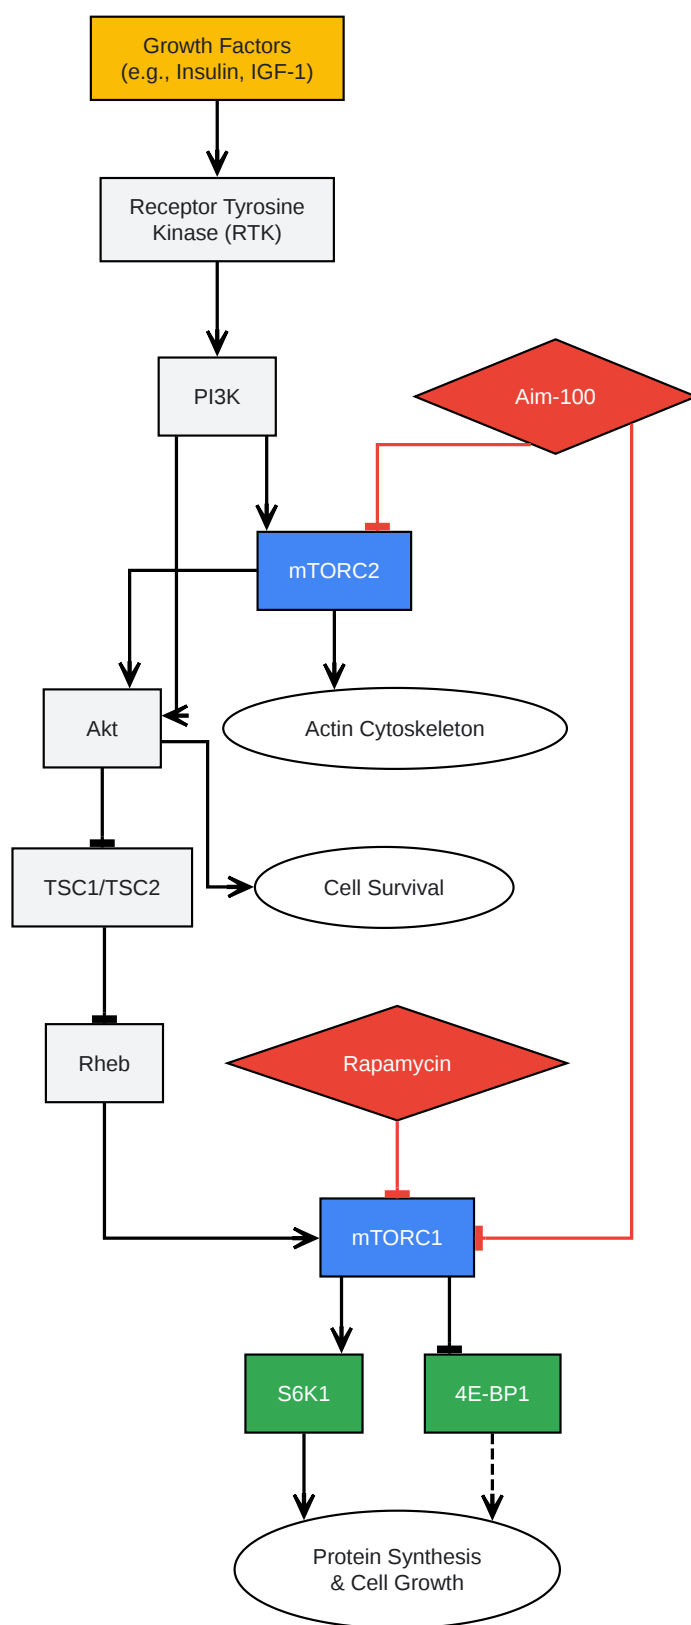 Growth Factors
(e.g., Insulin, IGF-1)
Receptor Tyrosine
Kinase (RTK)
PI3K
Aim-100
mTORC2
Akt
Actin Cytoskeleton
TSC1/TSC2
Cell Survival
Rheb
Rapamycin
mTORC1
S6K1
4E-BP1
Protein Synthesis
& Cell Growth